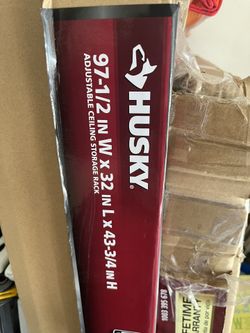 HUSKY
97-1/2 IN W x 32 IN L x 43-3/4 IN H
ADJUSTABLE CEILING STORAGE RACK